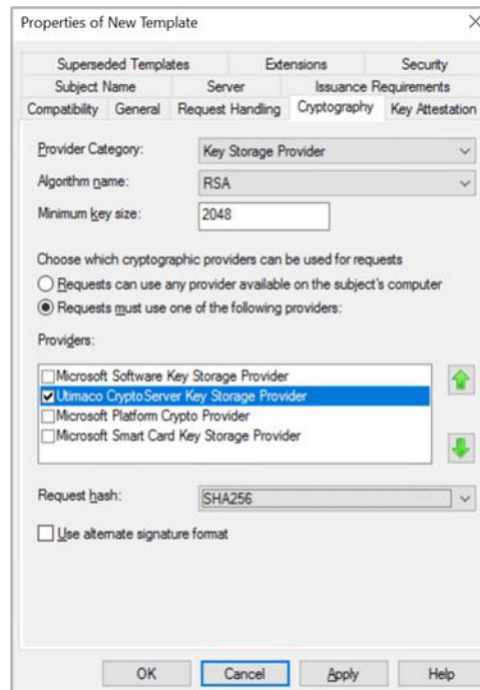 Properties of New Template
Superseded Templates Extensions Security
Subject Name Server Issuance Requirements
Compatibility General Request Handling Cryptography Key Attestation
Provider Category: Key Storage Provider
Algorithm name: RSA
Minimum key size: 2048
Choose which cryptographic providers can be used for requests
Requests can use any provider available on the subject's computer
Requests must use one of the following providers:
Providers:
Microsoft Software Key Storage Provider
Utimaco CryptoServer Key Storage Provider
Microsoft Platform Crypto Provider
Microsoft Smart Card Key Storage Provider
Request hash: SHA256
Use alternate signature format
OK Cancel Apply Help